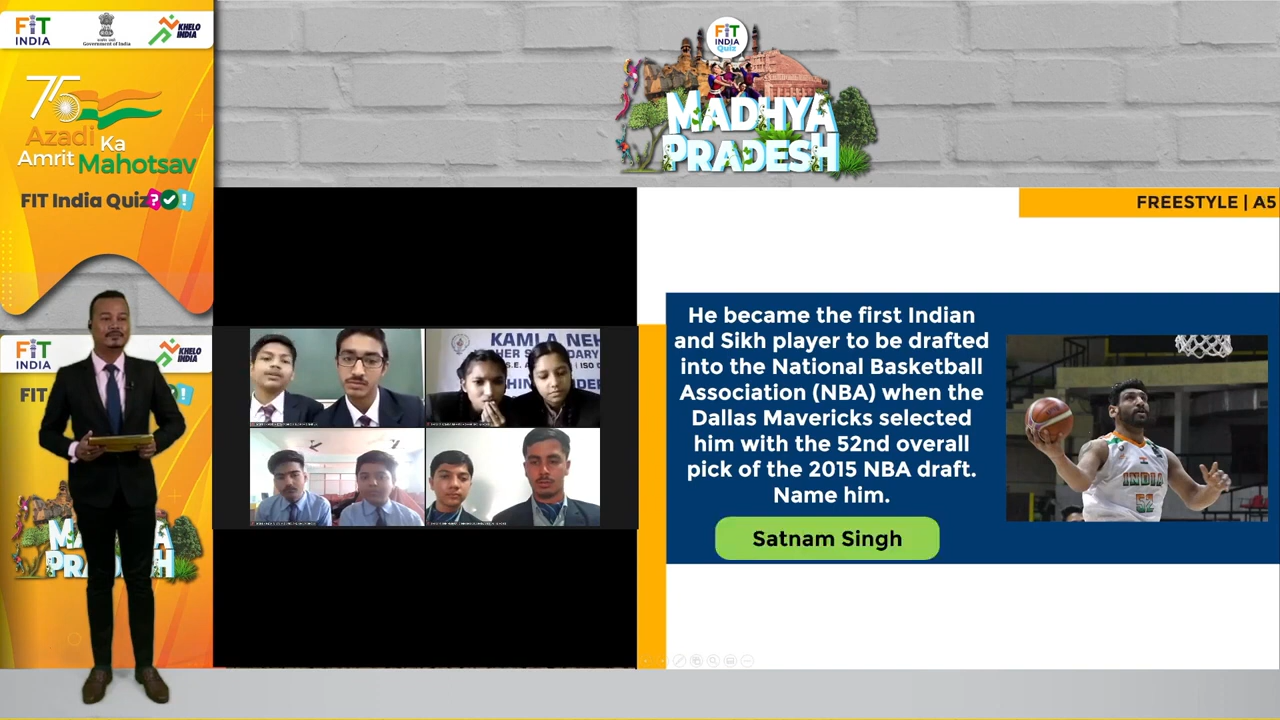 FIT
INDIA
Government of India
KHELO
INDIA
75
Azadi Ka
Amrit Mahotsav
FIT India Quiz ? !
FIT
INDIA
KHELO
INDIA
FIT
FIT
INDIA
Quiz
MADHYA
PRADESH
KAMLA NEH
HER S
DARY
FREESTYLE | A5
He became the first Indian
and Sikh player to be drafted
into the National Basketball
Association (NBA) when the
Dallas Mavericks selected
him with the 52nd overall
pick of the 2015 NBA draft.
Name him.
Satnam Singh
INDIA
52